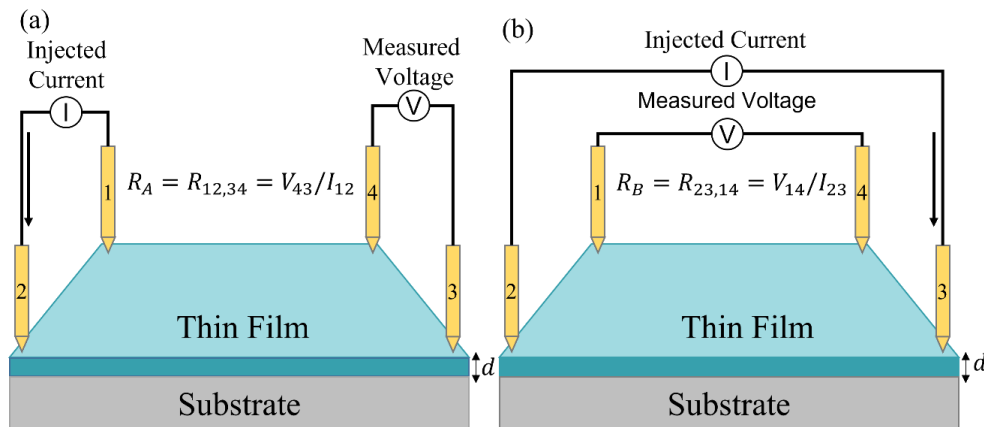 (a)
Injected
Current
I
Measured
Voltage
V
1
4
R_A = R_{12,34} = V_{43}/I_{12}
2
3
Thin Film
d
Substrate
(b)
Injected Current
I
Measured Voltage
V
1
4
R_B = R_{23,14} = V_{14}/I_{23}
2
3
Thin Film
d
Substrate